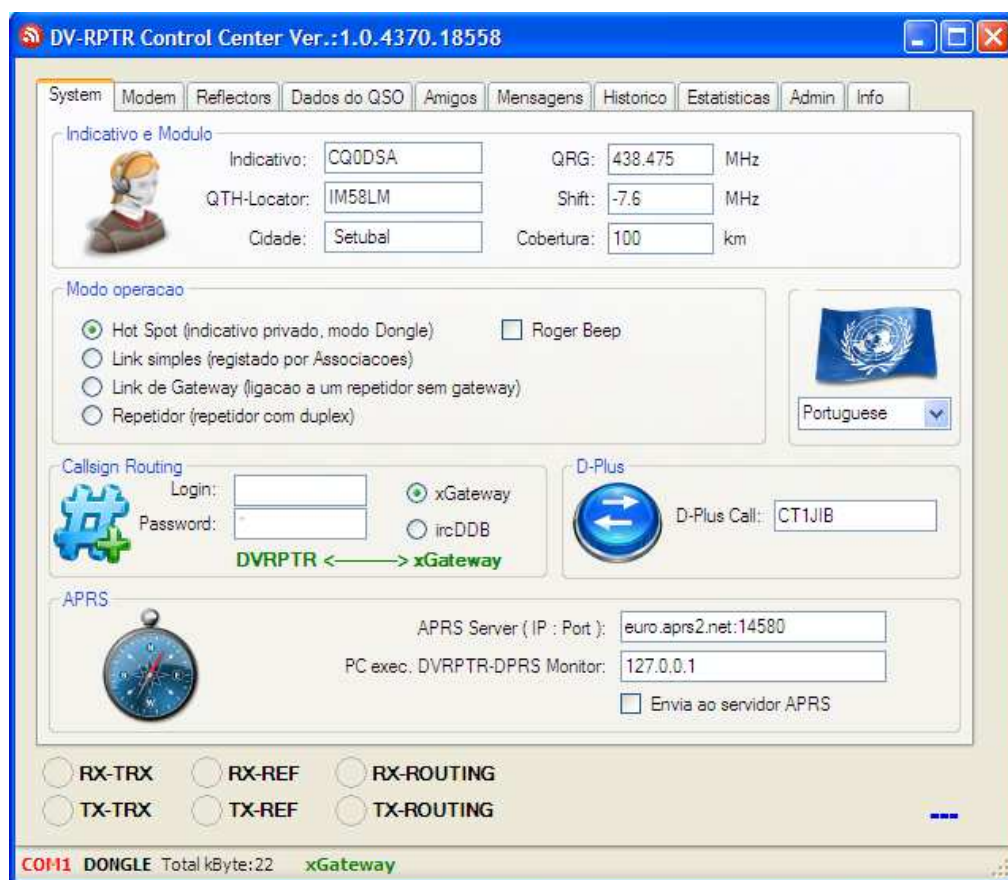 DV-RPTR Control Center Ver.:1.0.4370.18558
System Modem Reflectors Dados do QSO Amigos Mensagens Historico Estatisticas Admin Info
Indicativo e Modulo
Indicativo: CQ0DSA QRG: 438.475 MHz
QTH-Locator: IM58LM Shift: -7.6 MHz
Cidade: Setubal Cobertura: 100 km
Modo operacao
Hot Spot (indicativo privado, modo Dongle) Roger Beep
Link simples (registado por Associacoes)
Link de Gateway (ligacao a um repetidor sem gateway)
Repetidor (repetidor com duplex)
Portuguese
Callsign Routing
Login: xGateway
Password: ircDDB
DVRPTR <-----------> xGateway
D-Plus
D-Plus Call: CT1JIB
APRS
APRS Server ( IP : Port ): euro.aprs2.net:14580
PC exec. DVRPTR-DPRS Monitor: 127.0.0.1
Envia ao servidor APRS
RX-TRX RX-REF RX-ROUTING
TX-TRX TX-REF TX-ROUTING
---
COM1 DONGLE Total kByte:22 xGateway